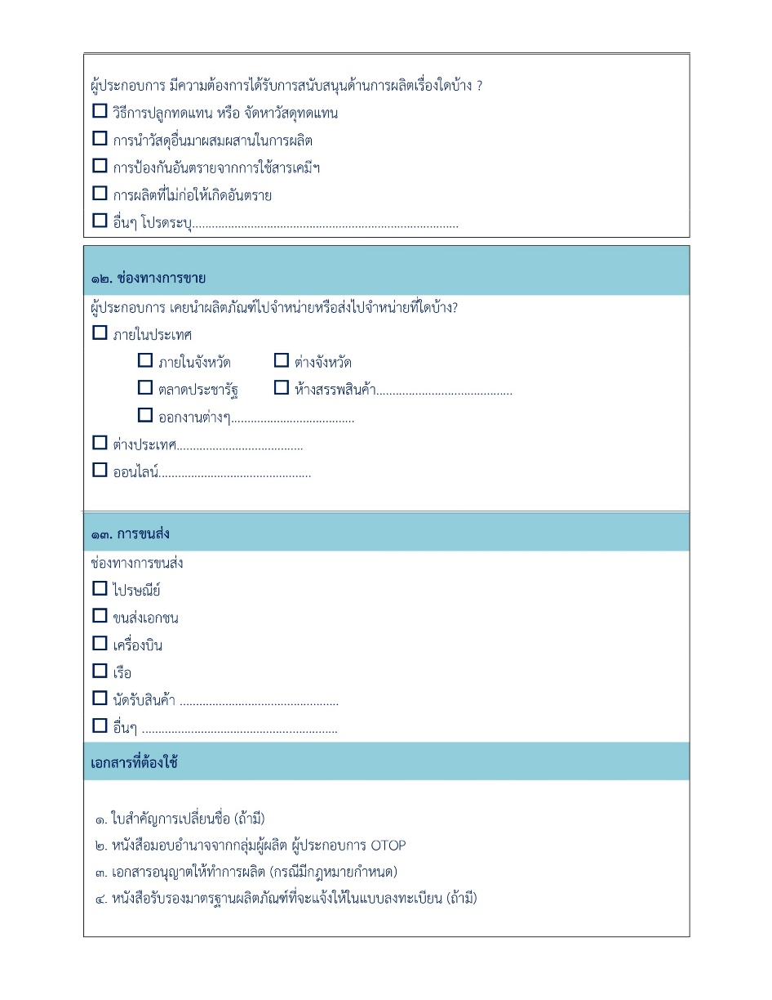 ผู้ประกอบการ มีความต้องการได้รับการสนับสนุนด้านการผลิตเรื่องใดบ้าง ?
☐ วิธีการปลูกทดแทน หรือ จัดหาวัสดุทดแทน
☐ การนำวัสดุอื่นมาผสมผสานในการผลิต
☐ การป้องกันอันตรายจากการใช้สารเคมีฯ
☐ การผลิตที่ไม่ก่อให้เกิดอันตราย
☐ อื่นๆ โปรดระบุ..................................................................................
๑๒. ช่องทางการขาย
ผู้ประกอบการ เคยนำผลิตภัณฑ์ไปจำหน่ายหรือส่งไปจำหน่ายที่ใดบ้าง?
☐ ภายในประเทศ
☐ ภายในจังหวัด ☐ ต่างจังหวัด
☐ ตลาดประชารัฐ ☐ ห้างสรรพสินค้า..........................................
☐ ออกงานต่างๆ......................................
☐ ต่างประเทศ.......................................
☐ ออนไลน์...............................................
๑๓. การขนส่ง
ช่องทางการขนส่ง
☐ ไปรษณีย์
☐ ขนส่งเอกชน
☐ เครื่องบิน
☐ เรือ
☐ นัดรับสินค้า .................................................
☐ อื่นๆ ............................................................
เอกสารที่ต้องใช้
๑. ใบสำคัญการเปลี่ยนชื่อ (ถ้ามี)
๒. หนังสือมอบอำนาจจากกลุ่มผู้ผลิต ผู้ประกอบการ OTOP
๓. เอกสารอนุญาตให้ทำการผลิต (กรณีมีกฎหมายกำหนด)
๔. หนังสือรับรองมาตรฐานผลิตภัณฑ์ที่จะแจ้งให้ในแบบลงทะเบียน (ถ้ามี)